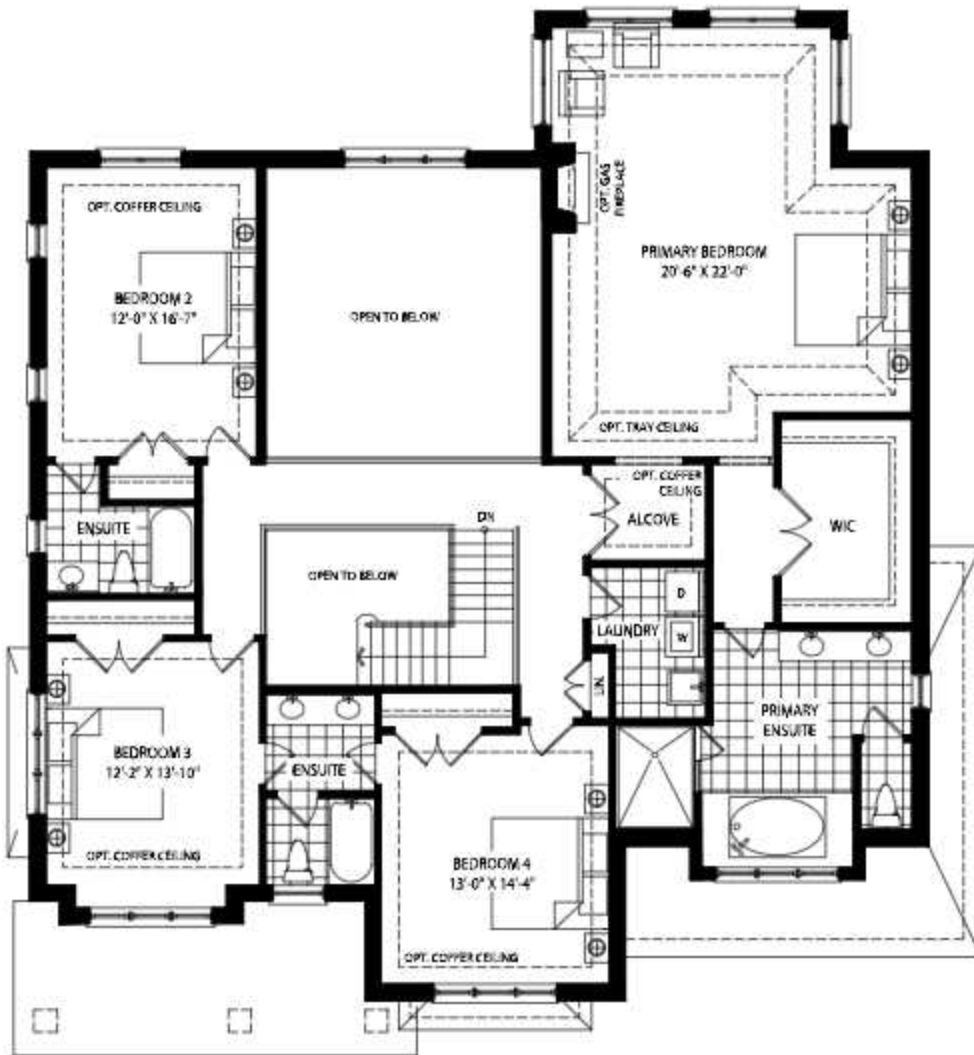 OPT. COFFER CEILING
BEDROOM 2
12'-0" X 16'-7"
OPEN TO BELOW
OPT. GAS
FIREPLACE
PRIMARY BEDROOM
20'-6" X 22'-0"
OPT. TRAY CEILING
OPT. COFFER
CEILING
ALCOVE
WIC
ENSUITE
DN
OPEN TO BELOW
D
LAUNDRY
W
LIN.
PRIMARY
ENSUITE
BEDROOM 3
12'-2" X 13'-10"
OPT. COFFER CEILING
ENSUITE
BEDROOM 4
13'-0" X 14'-4"
OPT. COFFER CEILING